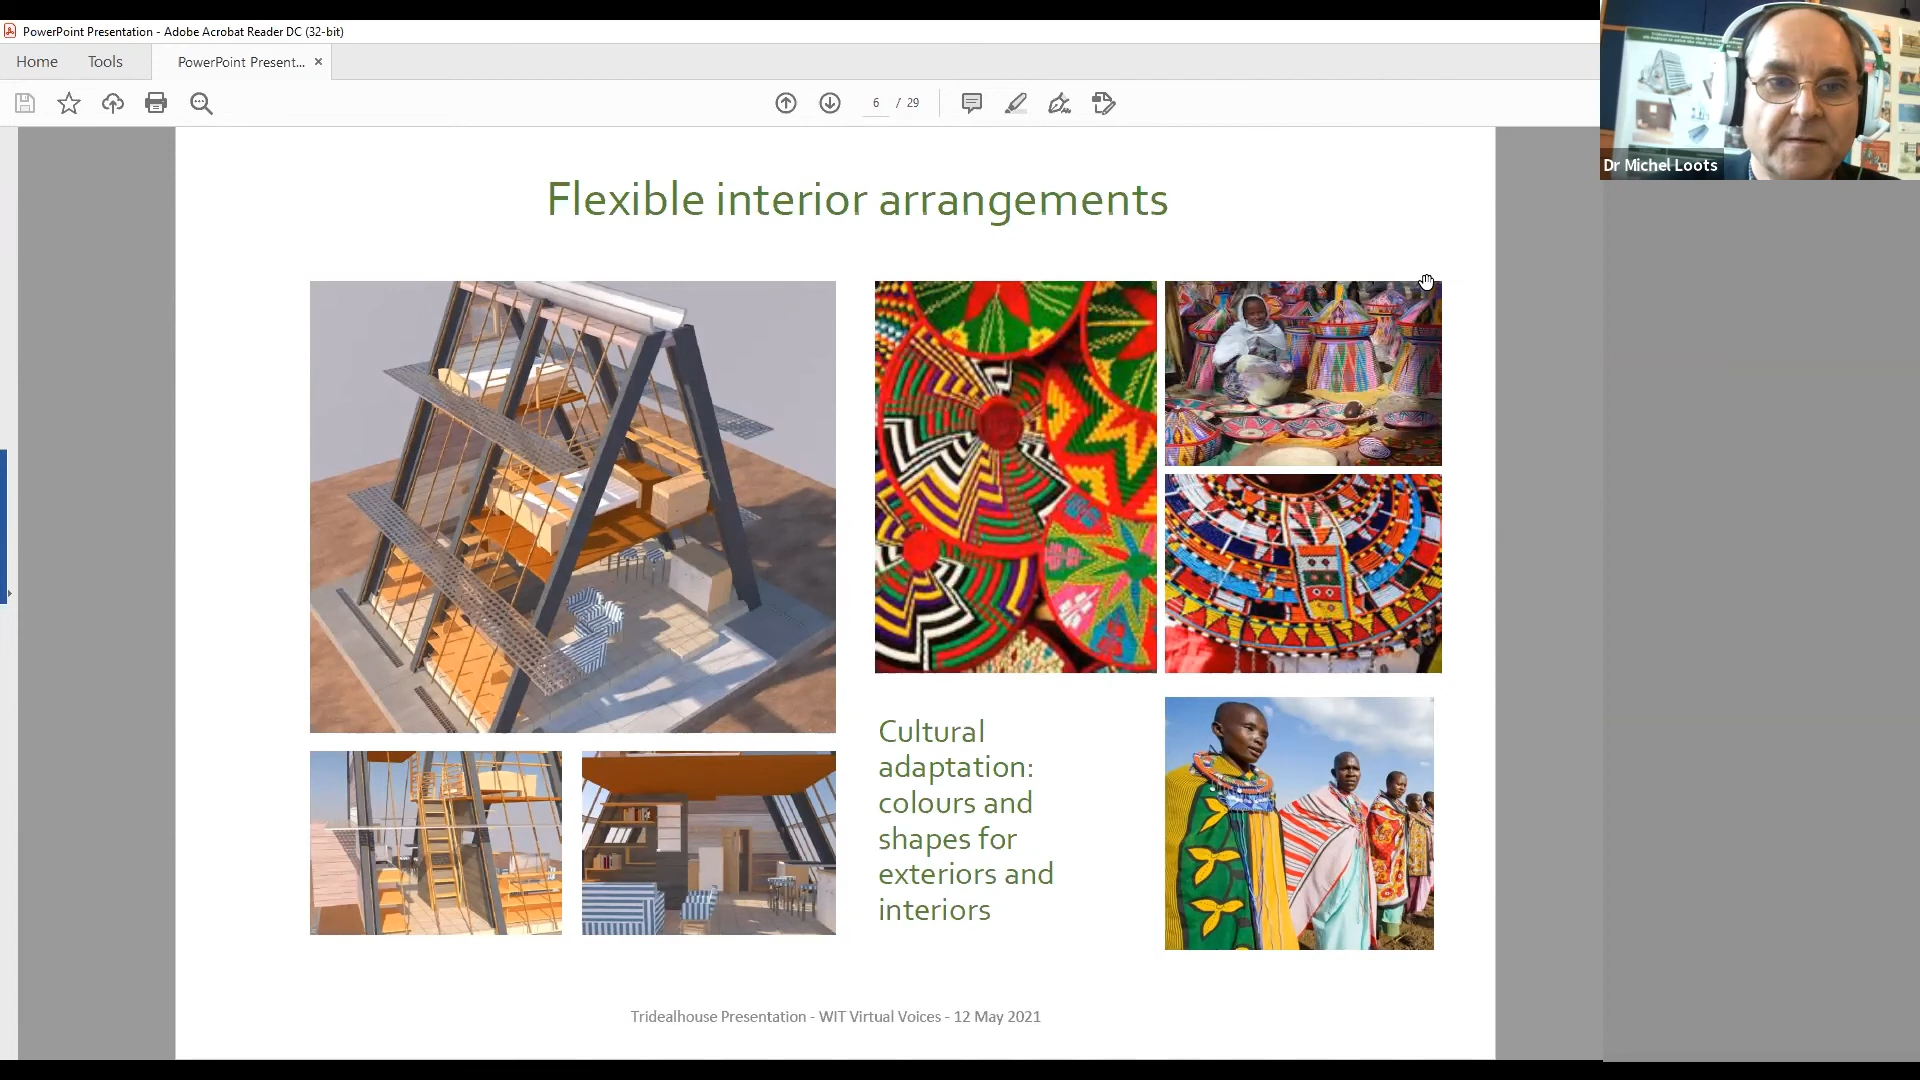 PowerPoint Presentation - Adobe Acrobat Reader DC (32-bit)
Home
Tools
PowerPoint Present...
6 / 29
Dr Michel Loots
Flexible interior arrangements
Cultural
adaptation:
colours and
shapes for
exteriors and
interiors
Tridealhouse Presentation - WIT Virtual Voices - 12 May 2021